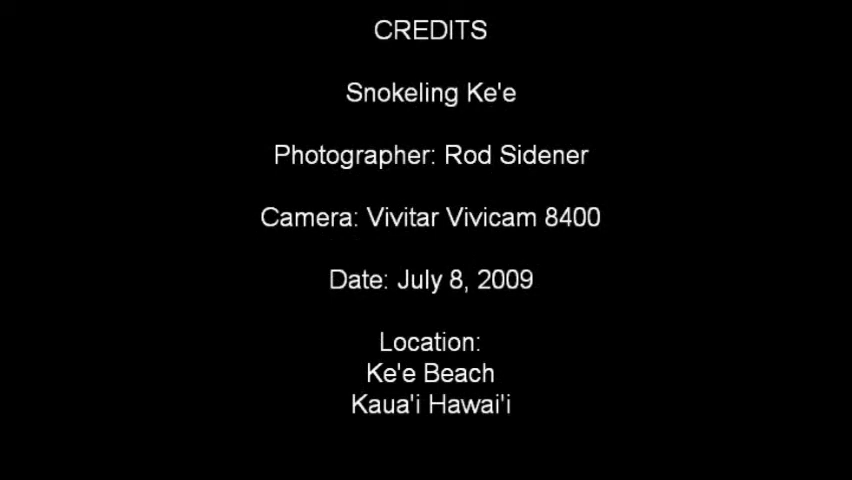 CREDITS
Snokeling Ke'e
Photographer: Rod Sidener
Camera: Vivitar Vivicam 8400
Date: July 8, 2009
Location:
Ke'e Beach
Kaua'i Hawai'i